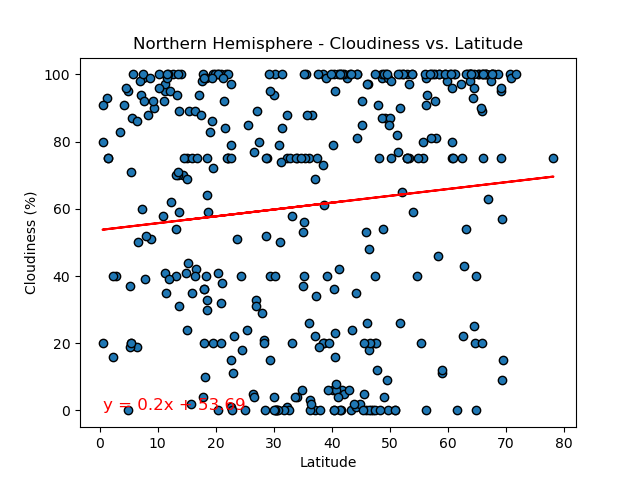 Northern Hemisphere - Cloudiness vs. Latitude
Cloudiness (%)
100
80
60
40
20
0
y = 0.2x + 53.69
0 10 20 30 40 50 60 70 80
Latitude